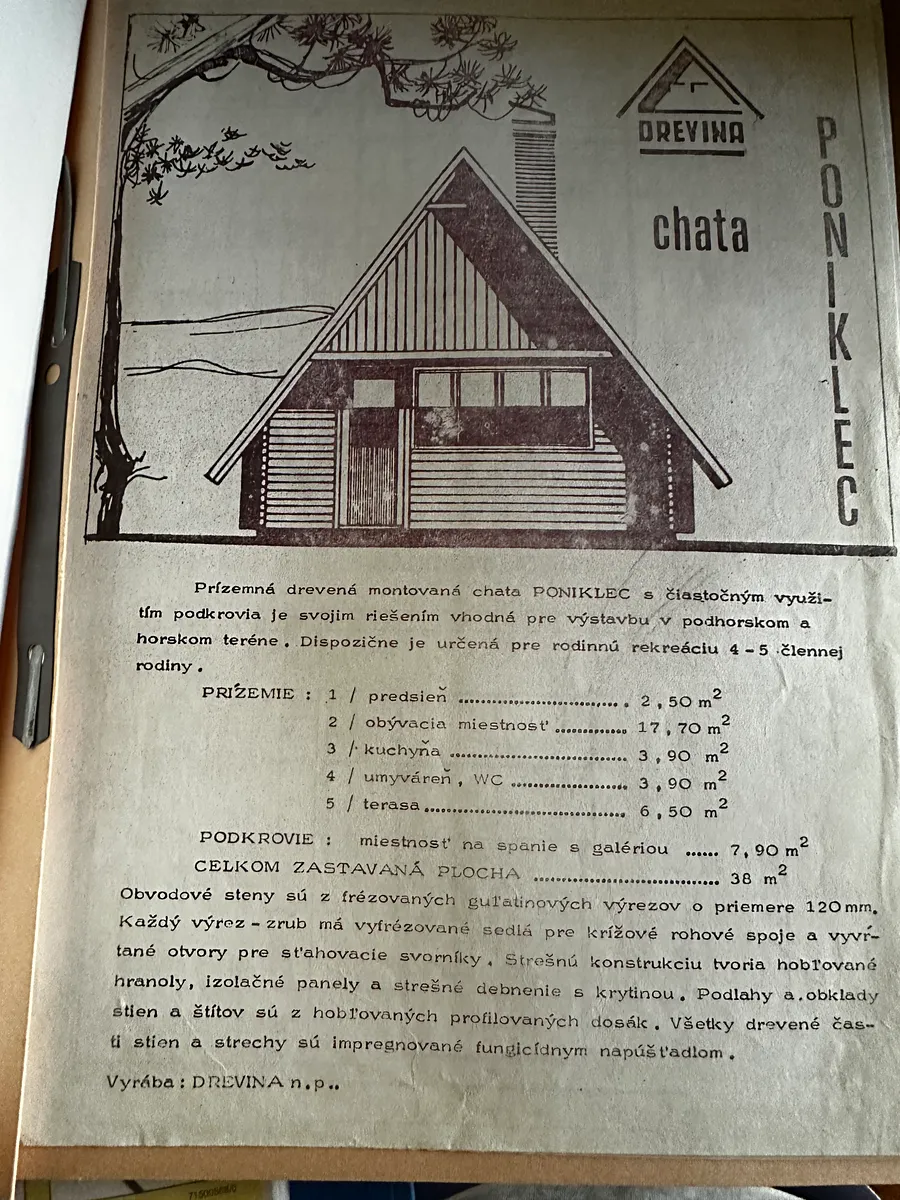 DREVINA
chata
PONIKLEC
Prízemná drevená montovaná chata PONIKLEC s čiastočným využi-
tím podkrovia je svojim riešením vhodná pre výstavbu v podhorskom a
horskom teréne. Dispozične je určená pre rodinnú rekreáciu 4-5 člennej
rodiny.
PRÍZEMIE : 1 / predsieň .............................. 2,50 m²
2 / obývacia miestnosť ............. 17,70 m²
3 / kuchyňa .............................. 3,90 m²
4 / umyváreň, WC .................... 3,90 m²
5 / terasa .................................. 6,50 m²
PODKROVIE : miestnosť na spanie s galériou ...... 7,90 m²
CELKOM ZASTAVANÁ PLOCHA .............................. 38 m²
Obvodové steny sú z frézovaných guľatinových výrezov o priemere 120 mm.
Každý výrez - zrub má vyfrézované sedlá pre krížové rohové spoje a vyvŕ-
tané otvory pre sťahovacie svorníky. Strešnú konstrukciu tvoria hobľované
hranoly, izolačné panely a strešné debnenie s krytinou. Podlahy a obklady
stien a štítov sú z hobľovaných profilovaných dosák. Všetky drevené čas-
ti stien a strechy sú impregnované fungicídnym napúšťadlom.
Vyrába : DREVINA n.p..